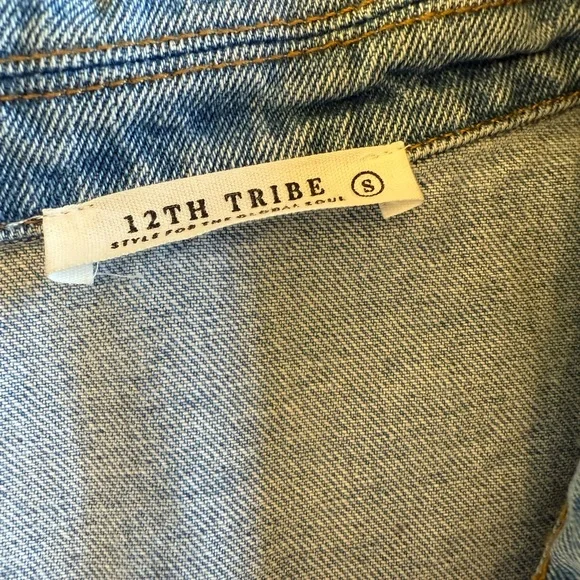 12TH TRIBE S
STYLE FOR THE GLOBAL SOUL